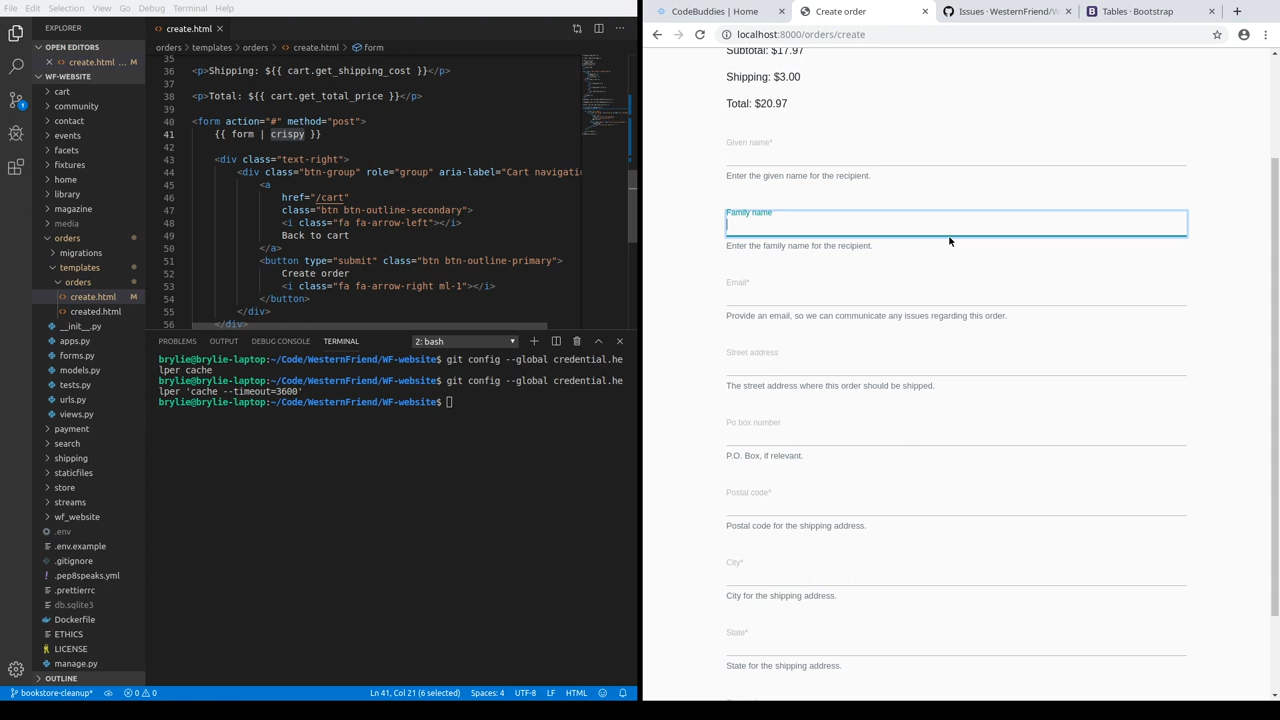 File Edit Selection View Go Debug Terminal Help
EXPLORER
OPEN EDITORS
create.html ... M
WF-WEBSITE
cart
community
contact
events
facets
fixtures
home
library
magazine
media
orders
migrations
templates
orders
create.html M
created.html
__init__.py
apps.py
forms.py
models.py
tests.py
urls.py
views.py
payment
search
shipping
staticfiles
store
streams
wf_website
.env
.env.example
.gitignore
.pep8speaks.yml
.prettierrc
db.sqlite3
Dockerfile
ETHICS
LICENSE
manage.py
OUTLINE
1
create.html
orders > templates > orders > create.html > form
35
36 <p>Shipping: ${{ cart.get_shipping_cost }}</p>
37
38 <p>Total: ${{ cart.get_total_price }}</p>
39
40 <form action="#" method="post">
41 {{ form | crispy }}
42
43 <div class="text-right">
44 <div class="btn-group" role="group" aria-label="Cart navigatio
45 <a
46 href="/cart"
47 class="btn btn-outline-secondary">
48 <i class="fa fa-arrow-left"></i>
49 Back to cart
50 </a>
51 <button type="submit" class="btn btn-outline-primary">
52 Create order
53 <i class="fa fa-arrow-right ml-1"></i>
54 </button>
55 </div>
56 </div>
PROBLEMS OUTPUT DEBUG CONSOLE TERMINAL 2: bash
brylie@brylie-laptop:~/Code/WesternFriend/WF-website$ git config --global credential.he
lper cache
brylie@brylie-laptop:~/Code/WesternFriend/WF-website$ git config --global credential.he
lper 'cache --timeout=3600'
brylie@brylie-laptop:~/Code/WesternFriend/WF-website$
bookstore-cleanup* 0 0 Ln 41, Col 21 (6 selected) Spaces: 4 UTF-8 LF HTML
CodeBuddies | Home
Create order
Issues · WesternFriend/W
Tables · Bootstrap
localhost:8000/orders/create
Subtotal: $17.97
Shipping: $3.00
Total: $20.97
Given name*
Enter the given name for the recipient.
Family name
Enter the family name for the recipient.
Email*
Provide an email, so we can communicate any issues regarding this order.
Street address
The street address where this order should be shipped.
Po box number
P.O. Box, if relevant.
Postal code*
Postal code for the shipping address.
City*
City for the shipping address.
State*
State for the shipping address.